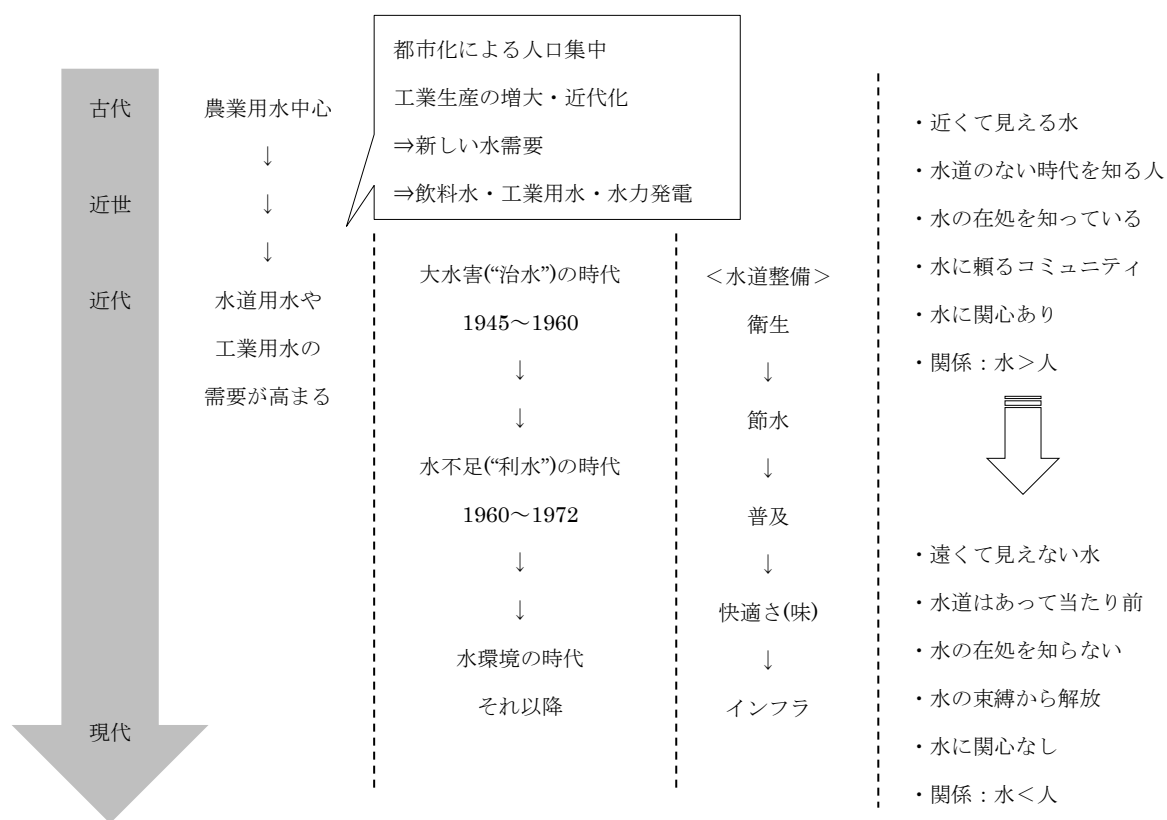 都市化による人口集中
工業生産の増大・近代化
⇒新しい水需要
⇒飲料水・工業用水・水力発電
古代
近世
近代
現代
農業用水中心
↓
↓
↓
水道用水や
工業用水の
需要が高まる
大水害(“治水”)の時代
1945～1960
↓
↓
水不足(“利水”)の時代
1960～1972
↓
↓
水環境の時代
それ以降
＜水道整備＞
衛生
↓
節水
↓
普及
↓
快適さ(味)
↓
インフラ
・近くて見える水
・水道のない時代を知る人
・水の在処を知っている
・水に頼るコミュニティ
・水に関心あり
・関係：水＞人
・遠くて見えない水
・水道はあって当たり前
・水の在処を知らない
・水の束縛から解放
・水に関心なし
・関係：水＜人